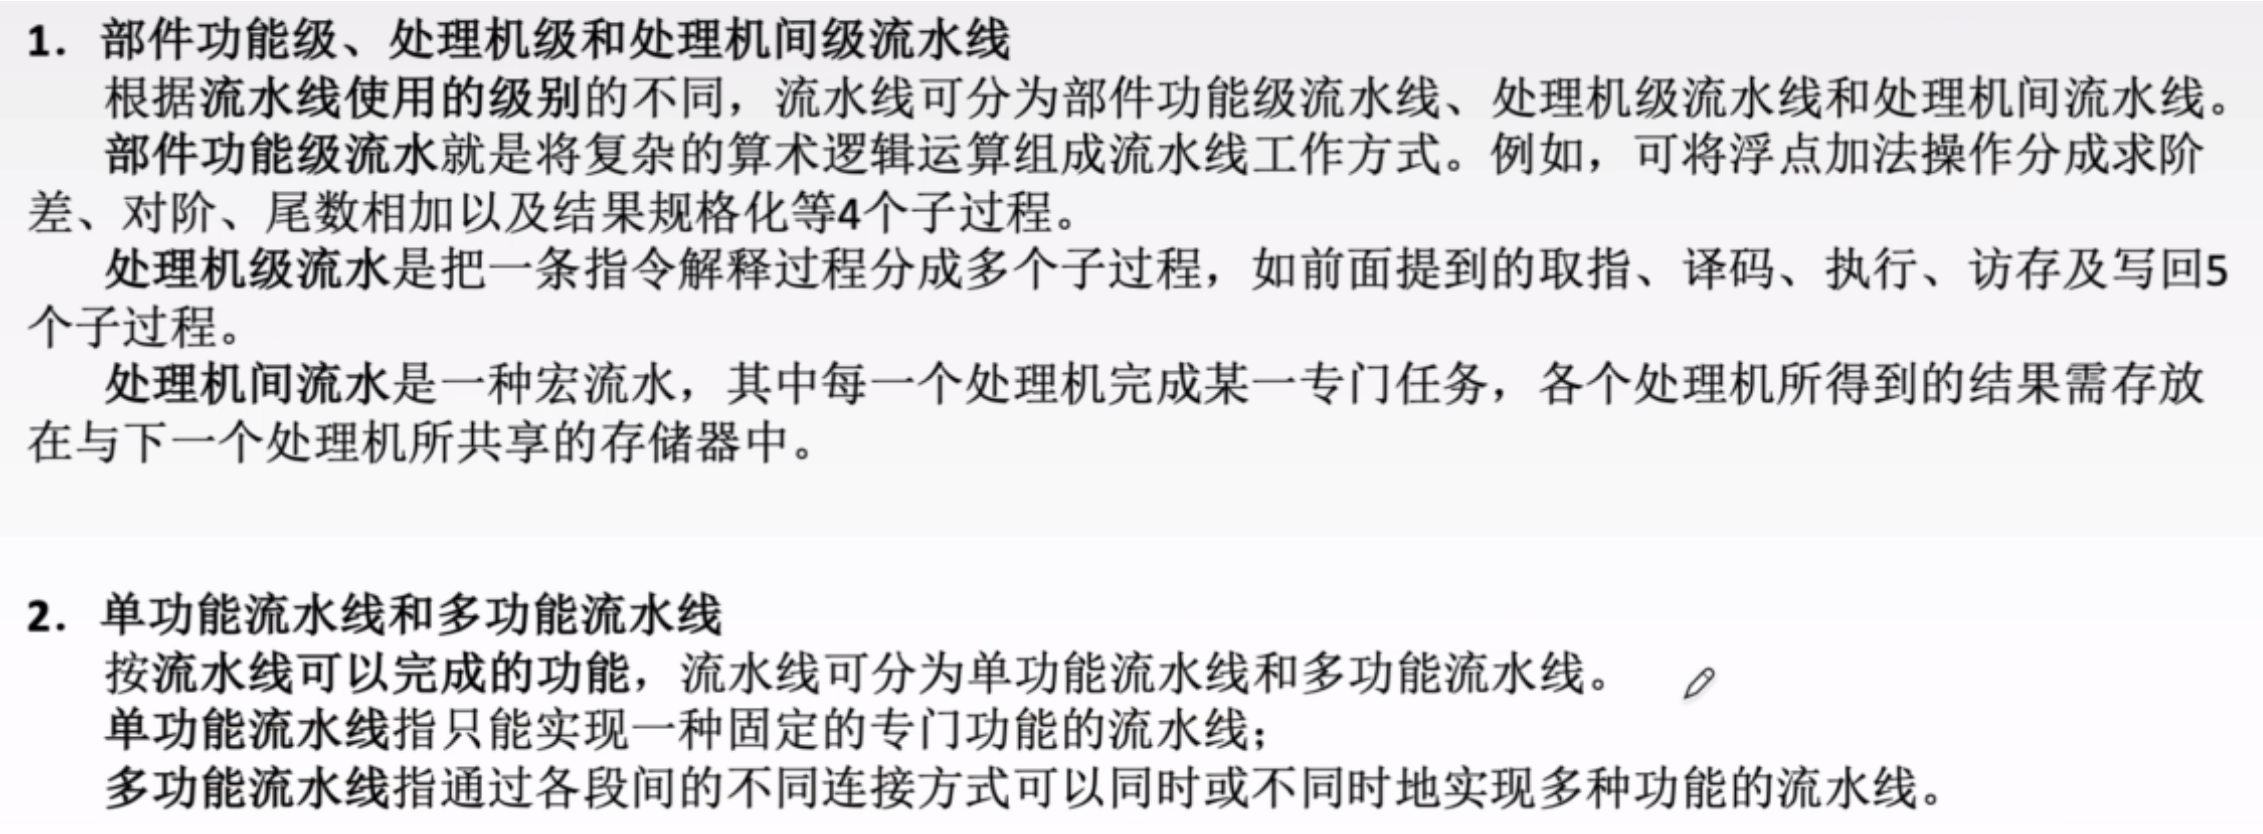 1. 部件功能级、处理机级和处理机间级流水线
根据流水线使用的级别的不同，流水线可分为部件功能级流水线、处理机级流水线和处理机间流水线。
部件功能级流水就是将复杂的算术逻辑运算组成流水线工作方式。例如，可将浮点加法操作分成求阶
差、对阶、尾数相加以及结果规格化等4个子过程。
处理机级流水是把一条指令解释过程分成多个子过程，如前面提到的取指、译码、执行、访存及写回5
个子过程。
处理机间流水是一种宏流水，其中每一个处理机完成某一专门任务，各个处理机所得到的结果需存放
在与下一个处理机所共享的存储器中。
2. 单功能流水线和多功能流水线
按流水线可以完成的功能，流水线可分为单功能流水线和多功能流水线。
单功能流水线指只能实现一种固定的专门功能的流水线；
多功能流水线指通过各段间的不同连接方式可以同时或不同时地实现多种功能的流水线。